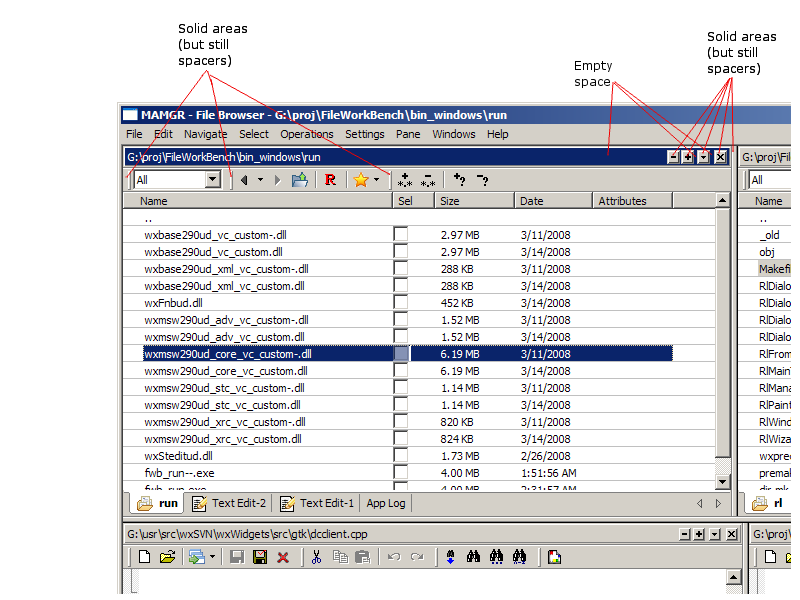 Solid areas
(but still
spacers)
Empty
space
Solid areas
(but still
spacers)
MAMGR - File Browser - G:\proj\FileWorkBench\bin_windows\run
File Edit Navigate Select Operations Settings Pane Windows Help
G:\proj\FileWorkBench\bin_windows\run
G:\proj\Fi
All
R
*.*
*.*
?
?
All
Name Sel Size Date Attributes
Name
..
..
wxbase290ud_vc_custom-.dll 2.97 MB 3/11/2008
_old
wxbase290ud_vc_custom.dll 2.97 MB 3/14/2008
obj
wxbase290ud_xml_vc_custom-.dll 288 KB 3/11/2008
Makefil
wxbase290ud_xml_vc_custom.dll 288 KB 3/14/2008
RlDialo
wxFnbud.dll 452 KB 3/14/2008
RlDialo
wxmsw290ud_adv_vc_custom-.dll 1.52 MB 3/11/2008
RlDialo
wxmsw290ud_adv_vc_custom.dll 1.52 MB 3/14/2008
RlDialo
wxmsw290ud_core_vc_custom-.dll 6.19 MB 3/11/2008
RlFrom
wxmsw290ud_core_vc_custom.dll 6.19 MB 3/14/2008
RlMainT
wxmsw290ud_stc_vc_custom-.dll 1.14 MB 3/11/2008
RlMana
wxmsw290ud_stc_vc_custom.dll 1.14 MB 3/14/2008
RlPaint
wxmsw290ud_xrc_vc_custom-.dll 820 KB 3/11/2008
RlWind
wxmsw290ud_xrc_vc_custom.dll 824 KB 3/14/2008
RlWiza
wxSteditud.dll 1.73 MB 2/26/2008
wxprec
fwb_run--.exe 4.00 MB 1:51:56 AM
premak
fwb_run.exe 4.00 MB 2:31:57 AM
dir.mk
run Text Edit-2 Text Edit-1 App Log
rl
G:\usr\src\wxSVN\wxWidgets\src\gtk\dcclient.cpp
G:\proj\